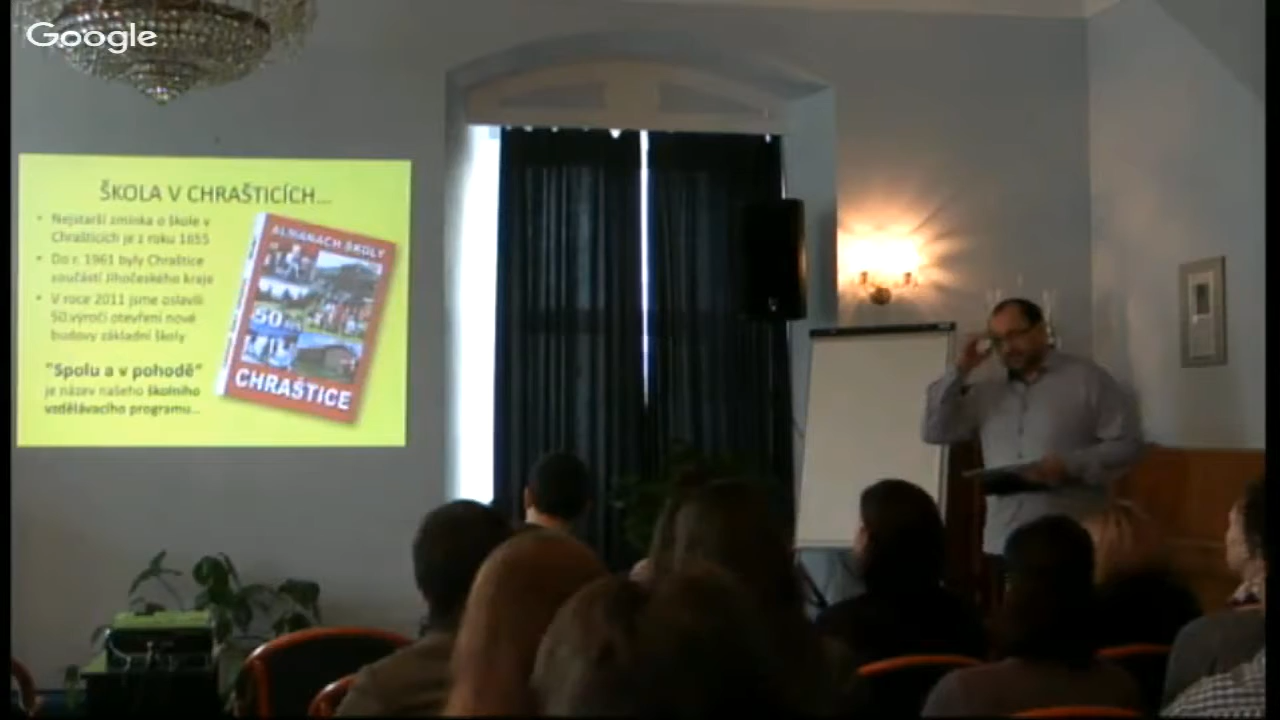 Google
ŠKOLA V CHRAŠTICÍCH...
• Nejstarší zmínka o škole v
Chrašticích je z roku 1655
• Do r. 1961 byly Chraštice
součástí Jihočeského kraje
• V roce 2011 jsme oslavili
50.výročí otevření nové
budovy základní školy
"Spolu a v pohodě"
je název našeho školního
vzdělávacího programu...
ALMANACH ŠKOLY
50 let
CHRAŠTICE